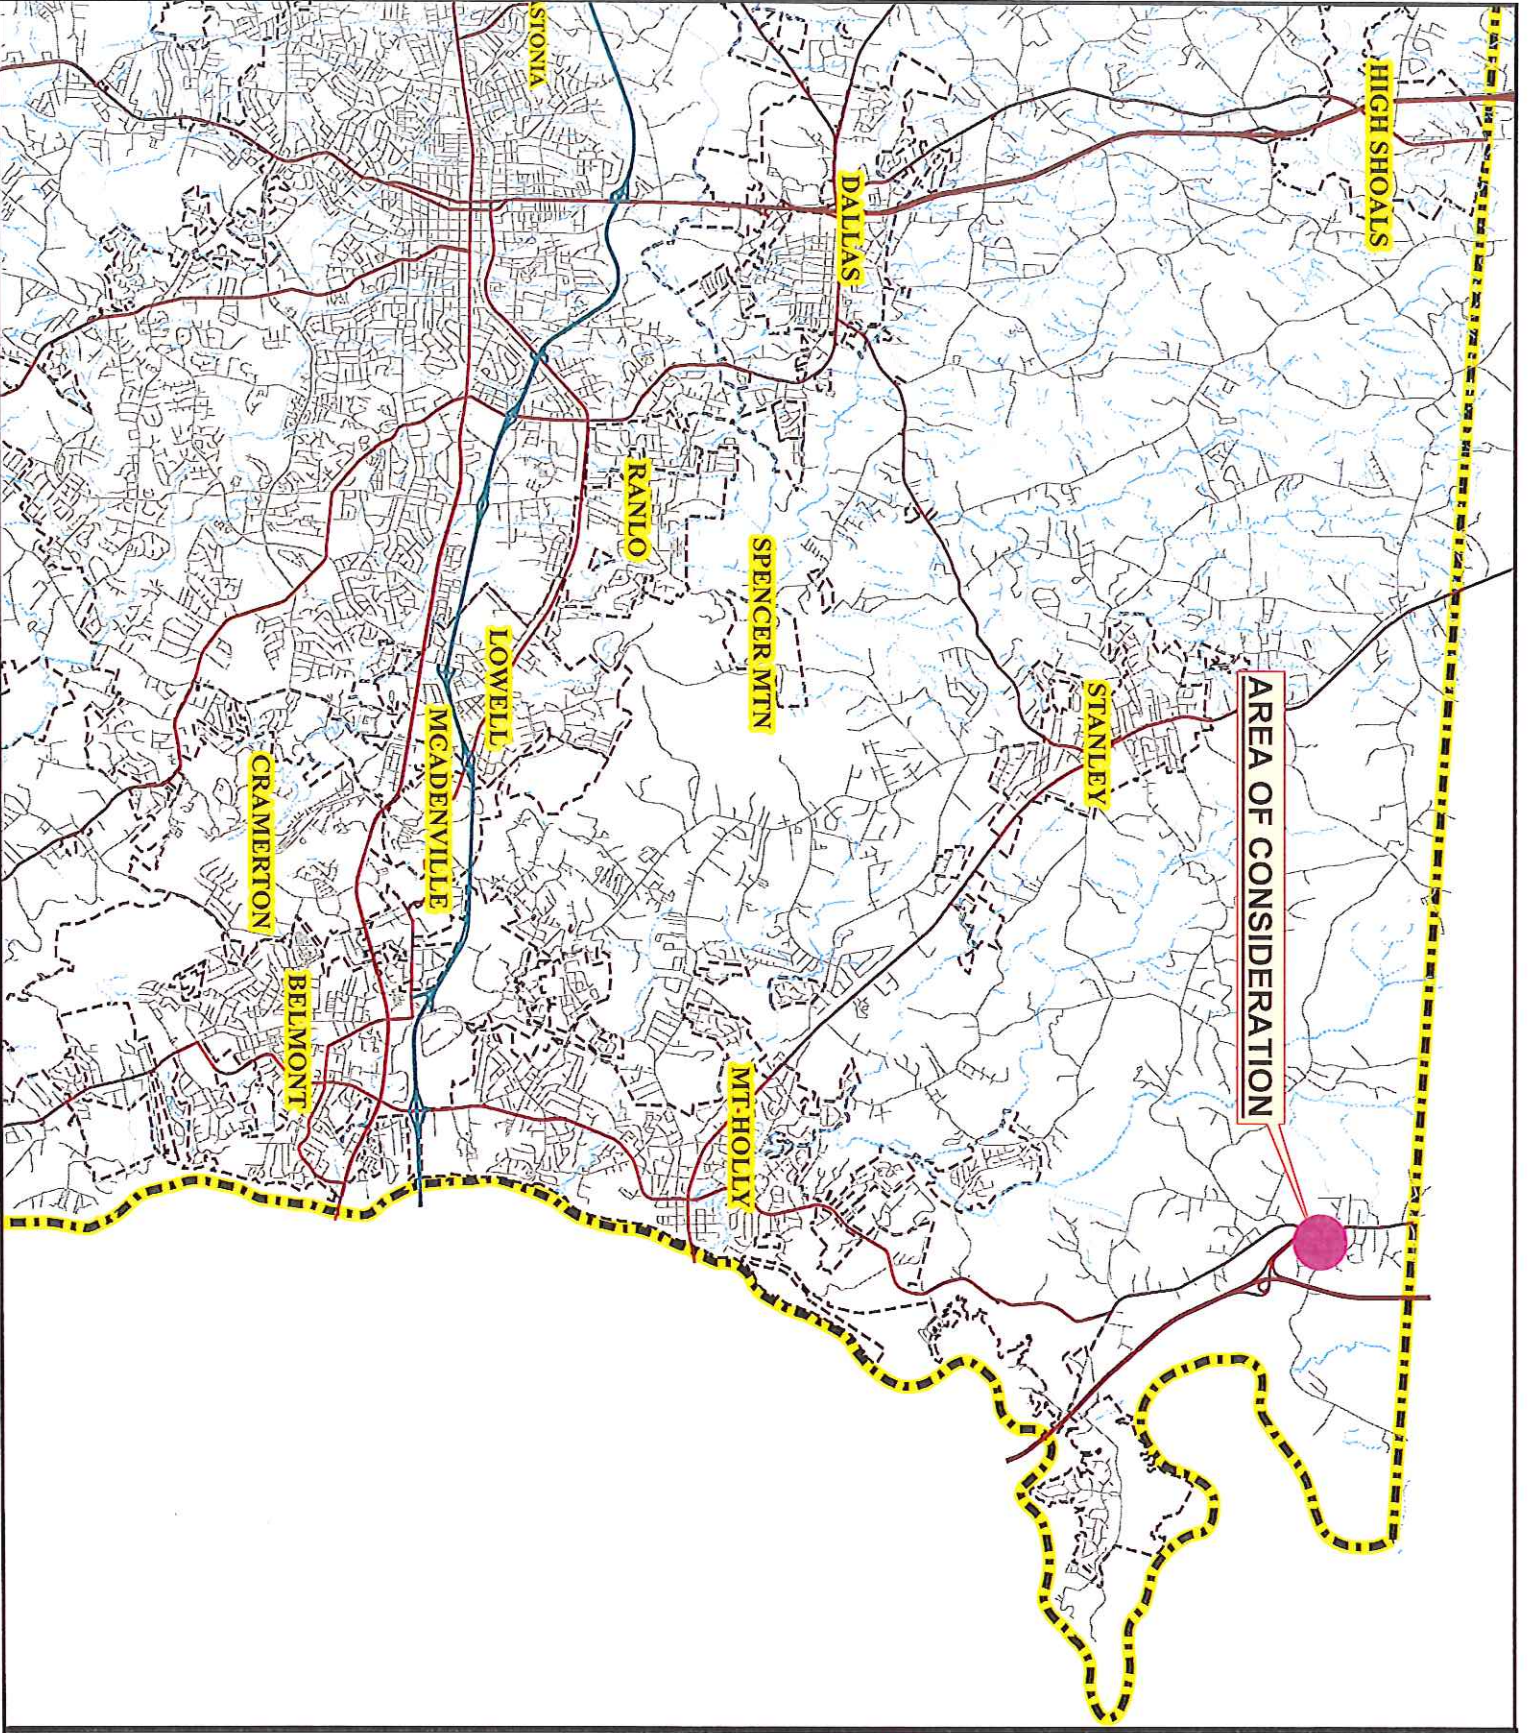 HIGH SHOALS
AREA OF CONSIDERATION
STANLEY
DALLAS
SPENCER MTN
MT-HOLLY
RANLO
STONIA
LOWELL
MCADENVILLE
BELMONT
CRAMERTON